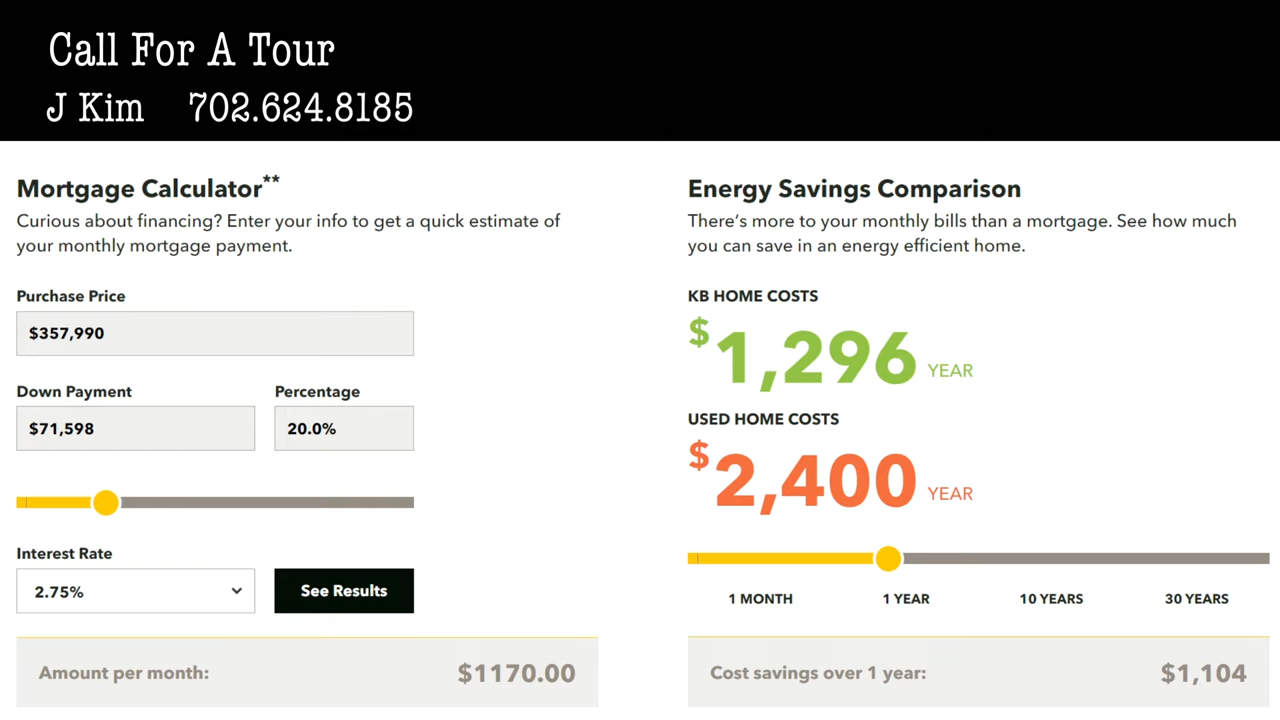 Call For A Tour
J Kim 702.624.8185
Mortgage Calculator**
Curious about financing? Enter your info to get a quick estimate of
your monthly mortgage payment.
Purchase Price
$357,990
Down Payment Percentage
$71,598 20.0%
Interest Rate
2.75% See Results
Amount per month: $1170.00
Energy Savings Comparison
There's more to your monthly bills than a mortgage. See how much
you can save in an energy efficient home.
KB HOME COSTS
$1,296 YEAR
USED HOME COSTS
$2,400 YEAR
1 MONTH 1 YEAR 10 YEARS 30 YEARS
Cost savings over 1 year: $1,104